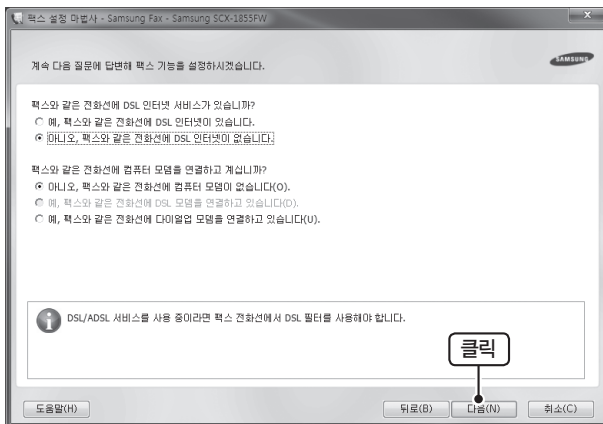 팩스 설정 마법사 - Samsung Fax - Samsung SCX-1855FW
계속 다음 질문에 답변해 팩스 기능를 설정하시겠습니다.
SAMSUNG
팩스와 같은 전화선에 DSL 인터넷 서비스가 있습니까?
예, 팩스와 같은 전화선에 DSL 인터넷이 있습니다.
아니오, 팩스와 같은 전화선에 DSL 인터넷이 없습니다.
팩스와 같은 전화선에 컴퓨터 모뎀을 연결하고 계십니까?
아니오, 팩스와 같은 전화선에 컴퓨터 모뎀이 없습니다(O).
예, 팩스와 같은 전화선에 DSL 모뎀을 연결하고 있습니다(D).
예, 팩스와 같은 전화선에 다이얼업 모뎀을 연결하고 있습니다(U).
DSL/ADSL 서비스를 사용 중이라면 팩스 전화선에서 DSL 필터를 사용해야 합니다.
클릭
도움말(H)
뒤로(B)
다음(N)
취소(C)